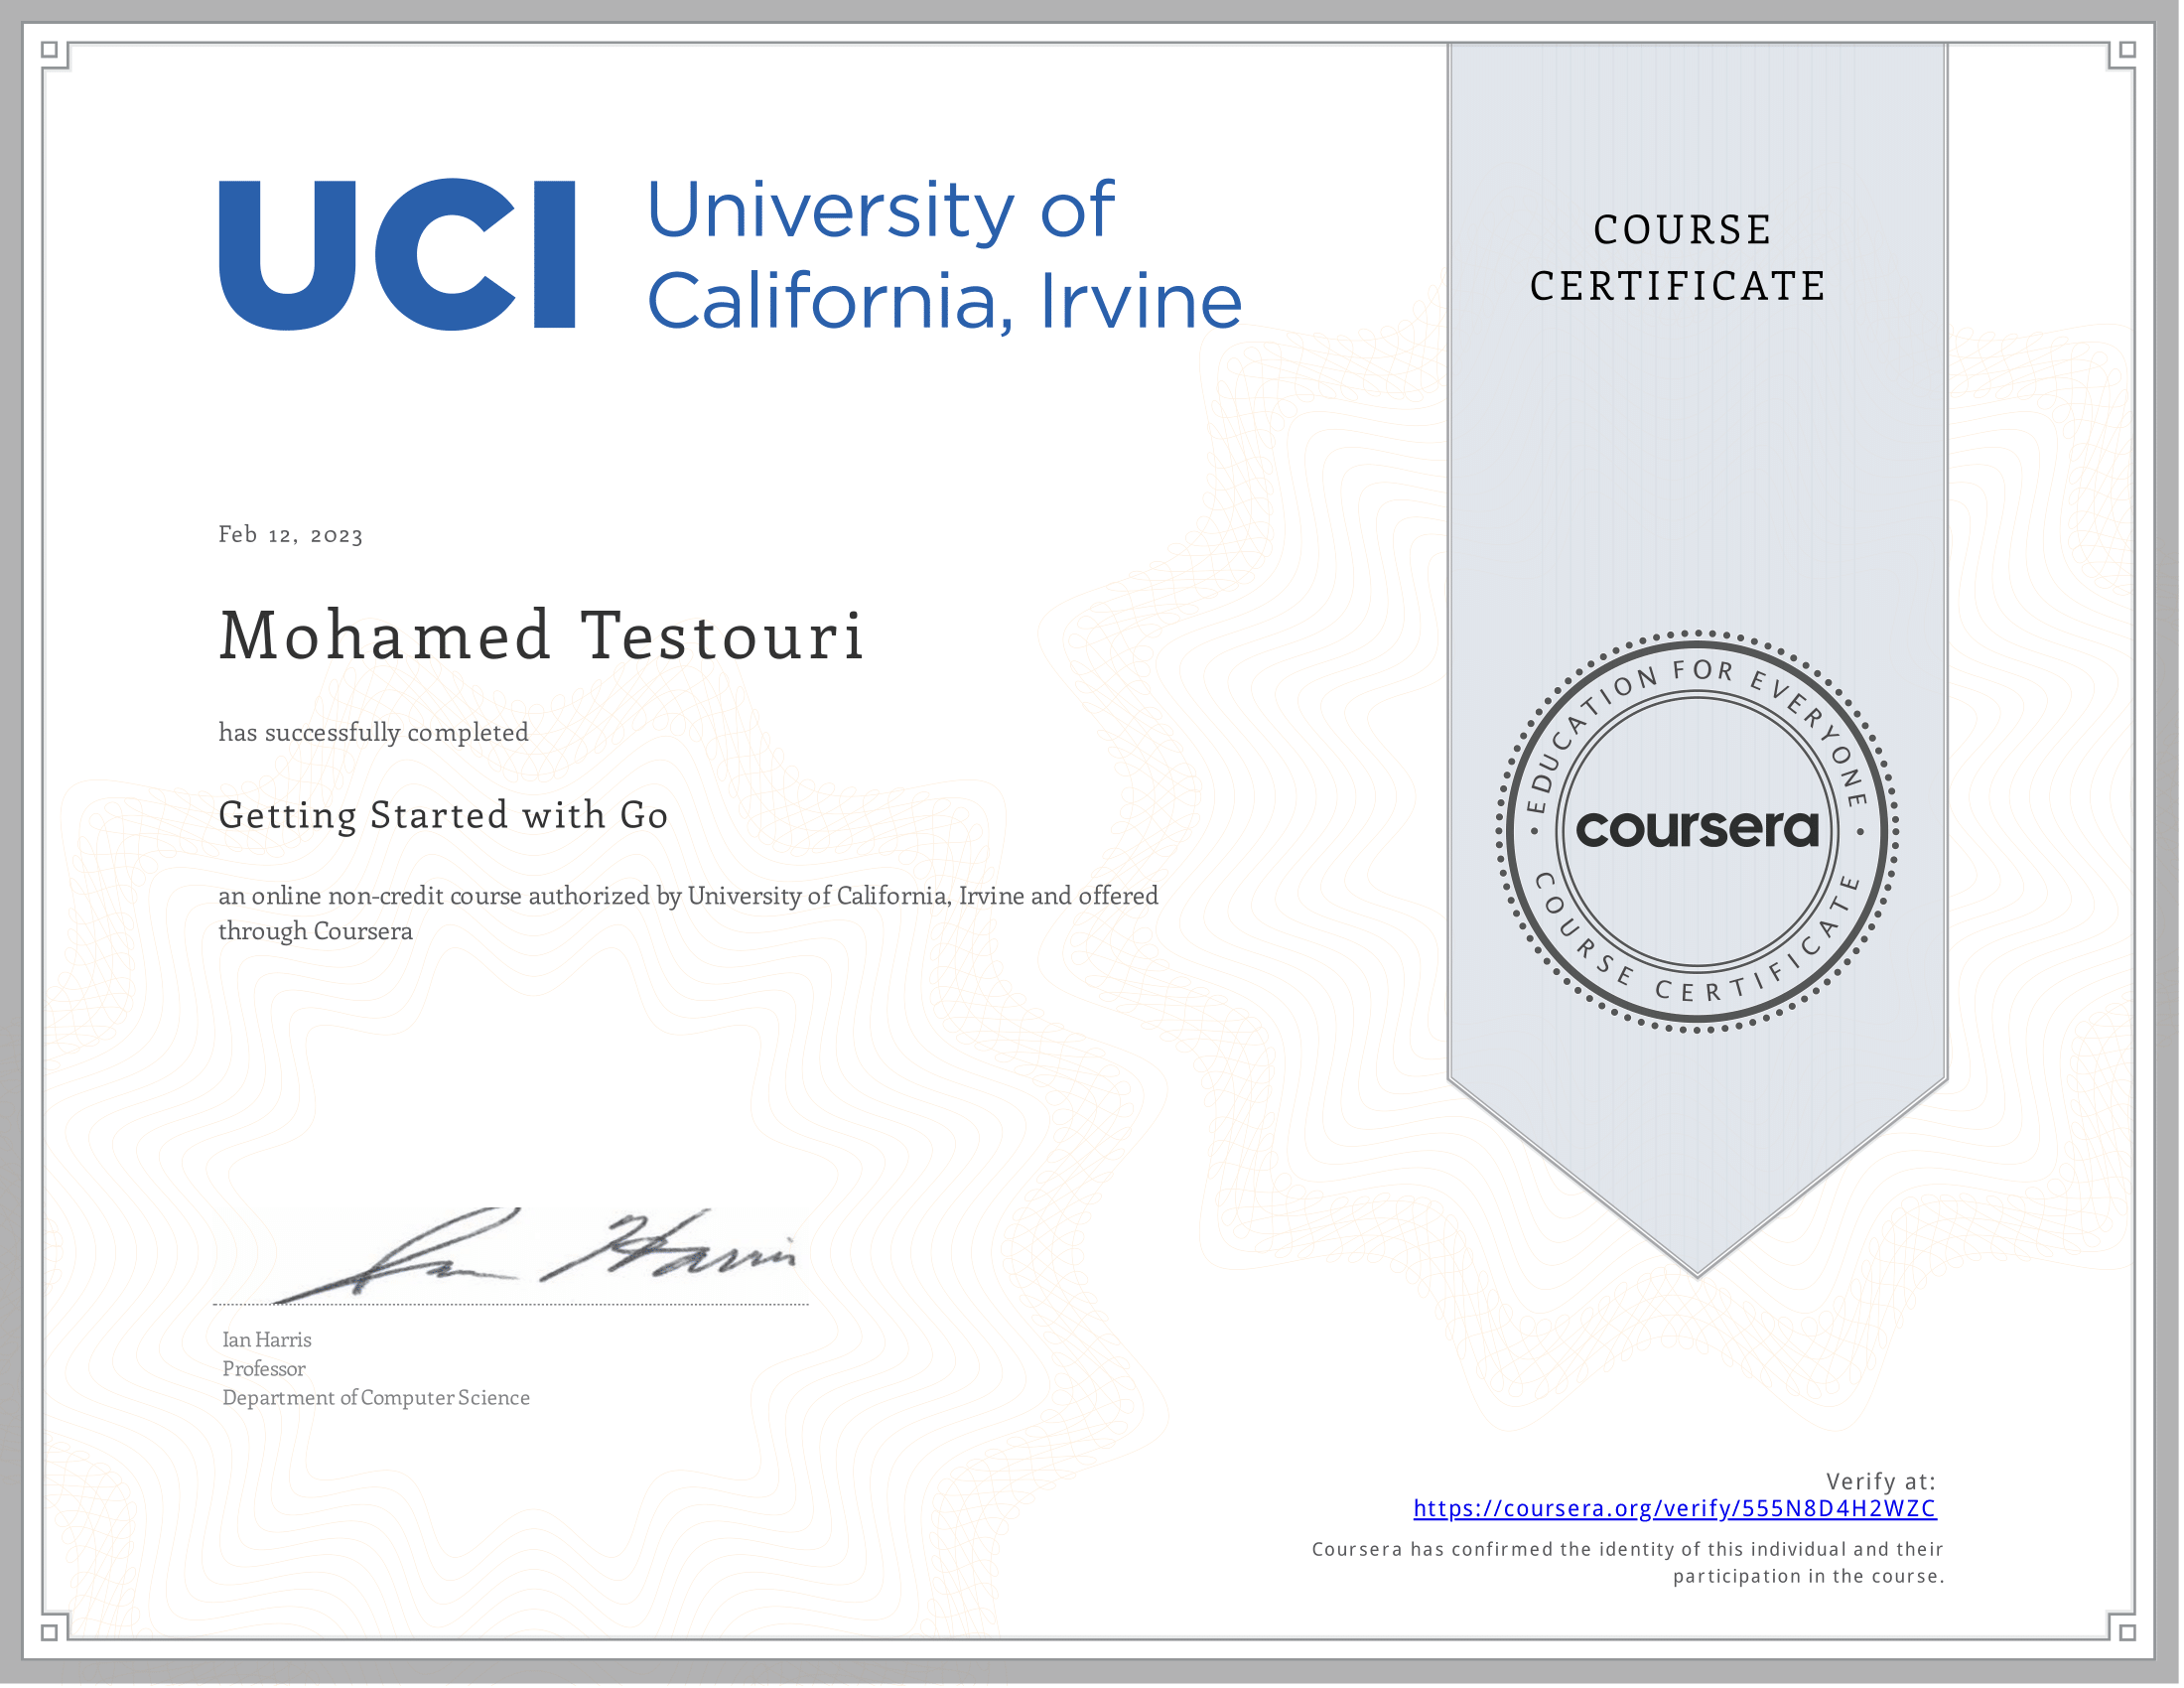 UCI
University of
California, Irvine
COURSE
CERTIFICATE
Feb 12, 2023
Mohamed Testouri
has successfully completed
Getting Started with Go
an online non-credit course authorized by University of California, Irvine and offered
through Coursera
EDUCATION FOR EVERYONE
coursera
COURSE CERTIFICATE
Ian Harris
Ian Harris
Professor
Department of Computer Science
Verify at:
https://coursera.org/verify/555N8D4H2WZC
Coursera has confirmed the identity of this individual and their
participation in the course.